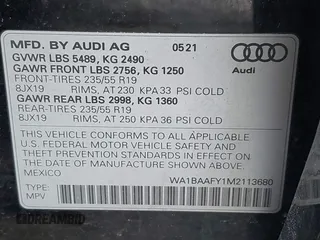 MFD. BY AUDI AG 0521
GVWR LBS 5489, KG 2490
GAWR FRONT LBS 2756, KG 1250
FRONT-TIRES 235/55 R19
8JX19 RIMS, AT 230 KPA 33 PSI COLD
GAWR REAR LBS 2998, KG 1360
REAR-TIRES 235/55 R19
8JX19 RIMS, AT 250 KPA 36 PSI COLD
Audi
THIS VEHICLE CONFORMS TO ALL APPLICABLE
U.S. FEDERAL MOTOR VEHICLE SAFETY STANDARDS
IN EFFECT ON THE DATE OF MANUFACTURE SHOWN ABOVE.
MEXICO
TYPE: WA1BAAFY1M2113680
MPV
DREAMBID